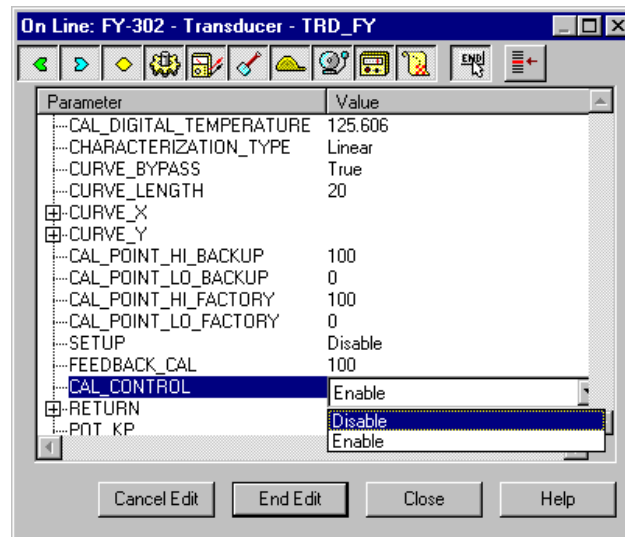 On Line: FY-302 - Transducer - TRD_FY
END
Parameter Value
CAL_DIGITAL_TEMPERATURE 125.606
CHARACTERIZATION_TYPE Linear
CURVE_BYPASS True
CURVE_LENGTH 20
CURVE_X
CURVE_Y
CAL_POINT_HI_BACKUP 100
CAL_POINT_LO_BACKUP 0
CAL_POINT_HI_FACTORY 100
CAL_POINT_LO_FACTORY 0
SETUP Disable
FEEDBACK_CAL 100
CAL_CONTROL Enable
RETURN Disable
POT_KP Enable
Cancel Edit End Edit Close Help